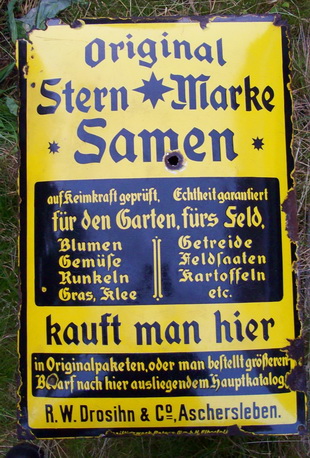 Original
Stern Marke
Samen
auf Keimkraft geprüft, Echtheit garantiert
für den Garten, fürs Feld,
Blumen Getreide
Gemüse Feldsaaten
Runkeln Kartoffeln
Gras, Klee etc.
kauft man hier
in Originalpaketen, oder man bestellt größeren
Bedarf nach hier ausliegendem Hauptkatalog!
R. W. Drosihn & Co., Aschersleben.